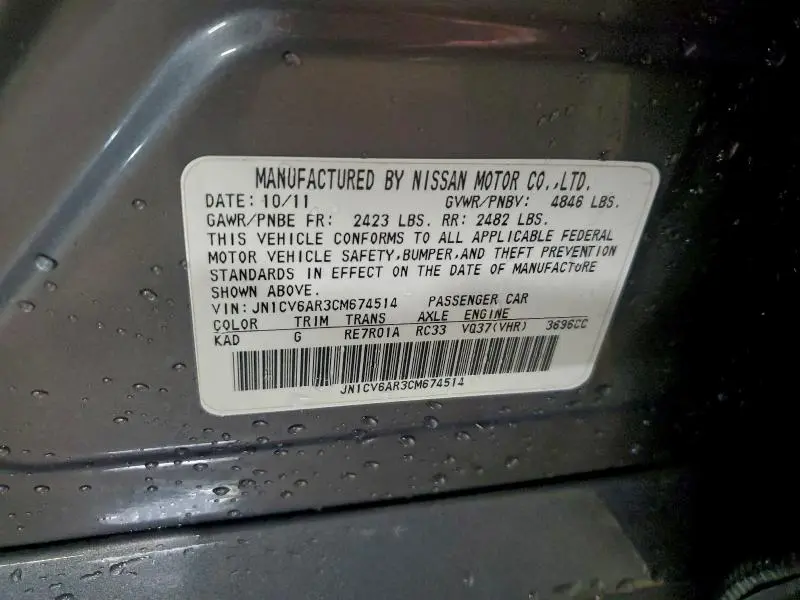 MANUFACTURED BY NISSAN MOTOR CO.,LTD.
DATE: 10/11 GVWR/PNBV: 4846 LBS.
GAWR/PNBE FR: 2423 LBS. RR: 2482 LBS.
THIS VEHICLE CONFORMS TO ALL APPLICABLE FEDERAL
MOTOR VEHICLE SAFETY,BUMPER,AND THEFT PREVENTION
STANDARDS IN EFFECT ON THE DATE OF MANUFACTURE
SHOWN ABOVE.
VIN: JN1CV6AR3CM674514 PASSENGER CAR
COLOR TRIM TRANS AXLE ENGINE
KAD G RE7R01A RC33 VQ37(VHR) 3696CC
JN1CV6AR3CM674514